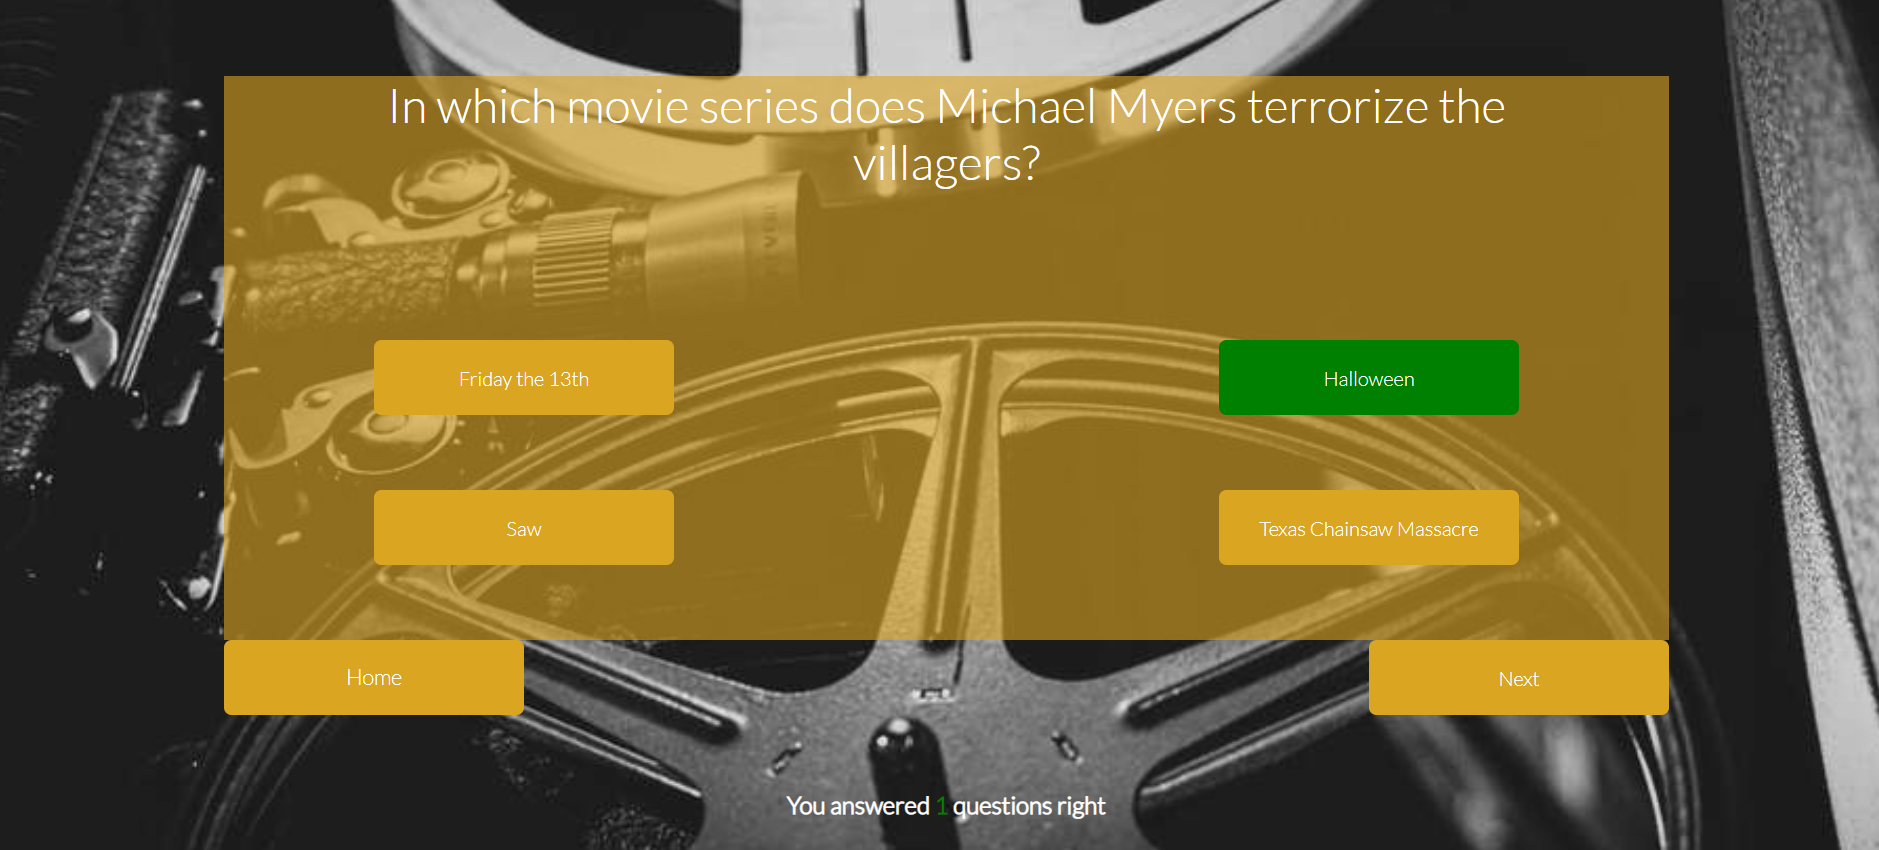 In which movie series does Michael Myers terrorize the
villagers?
Friday the 13th
Halloween
Saw
Texas Chainsaw Massacre
Home
Next
You answered 1 questions right